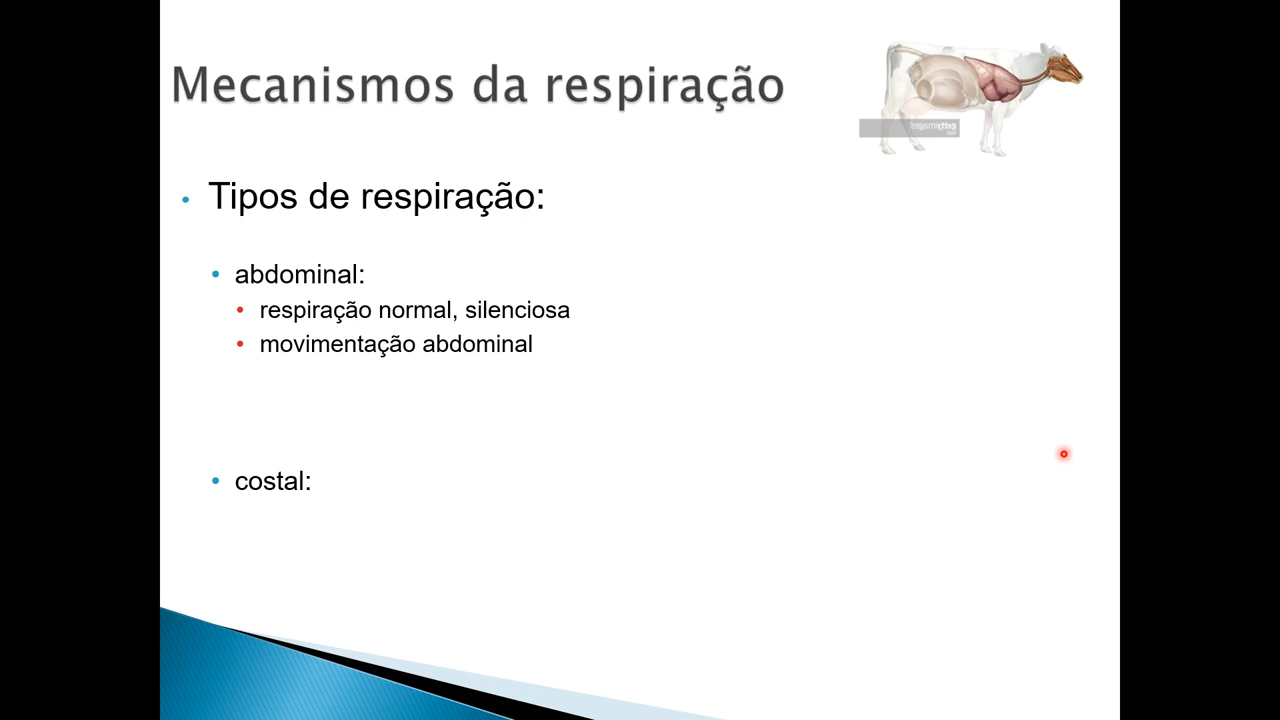 Mecanismos da respiração
Tipos de respiração:
abdominal:
respiração normal, silenciosa
movimentação abdominal
costal: